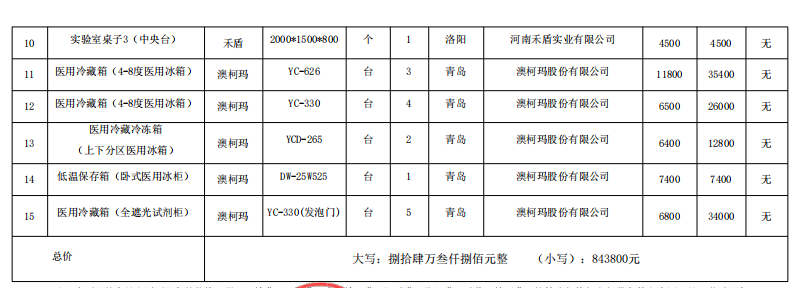 10 实验室桌子3（中央台） 禾盾 2000*1500*800 个 1 洛阳 河南禾盾实业有限公司 4500 4500 无
11 医用冷藏箱（4-8度医用冰箱） 澳柯玛 YC-626 台 3 青岛 澳柯玛股份有限公司 11800 35400 无
12 医用冷藏箱（4-8度医用冰箱） 澳柯玛 YC-330 台 4 青岛 澳柯玛股份有限公司 6500 26000 无
13 医用冷藏冷冻箱
（上下分区医用冰箱） 澳柯玛 YCD-265 台 2 青岛 澳柯玛股份有限公司 6400 12800 无
14 低温保存箱（卧式医用冰柜） 澳柯玛 DW-25W525 台 1 青岛 澳柯玛股份有限公司 7400 7400 无
15 医用冷藏箱（全遮光试剂柜） 澳柯玛 YC-330(发泡门) 台 5 青岛 澳柯玛股份有限公司 6800 34000 无
总价 大写：捌拾肆万叁仟捌佰元整 （小写）：843800元